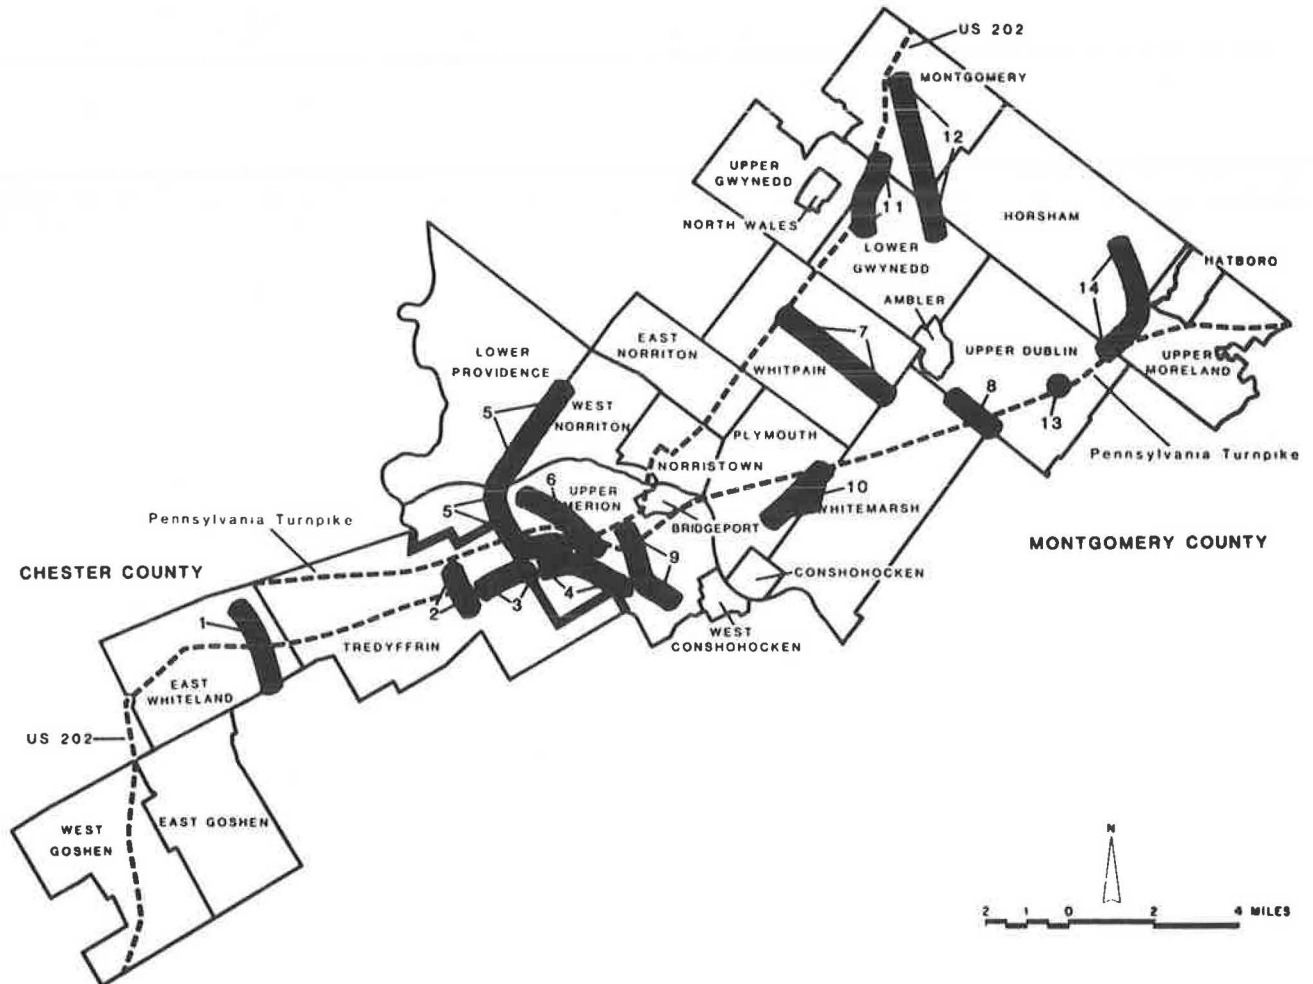 US 202
MONTGOMERY
12
UPPER
GWYNEDD
11
NORTH WALES
HORSHAM
LOWER
GWYNEDD
HATBORO
14
AMBLER
7
EAST
NORRITON
LOWER
PROVIDENCE
WHITPAIN
UPPER DUBLIN
UPPER
MORELAND
8
13
5
WEST
NORRITON
PLYMOUTH
Pennsylvania Turnpike
NORRISTOWN
6
UPPER
MERION
10
WHITEMARSH
5
BRIDGEPORT
Pennsylvania Turnpike
MONTGOMERY COUNTY
9
CHESTER COUNTY
CONSHOHOCKEN
4
3
2
1
WEST
CONSHOHOCKEN
TREDYFFRIN
EAST
WHITELAND
US 202
EAST GOSHEN
WEST
GOSHEN
N
2 1 0 2 4 MILES